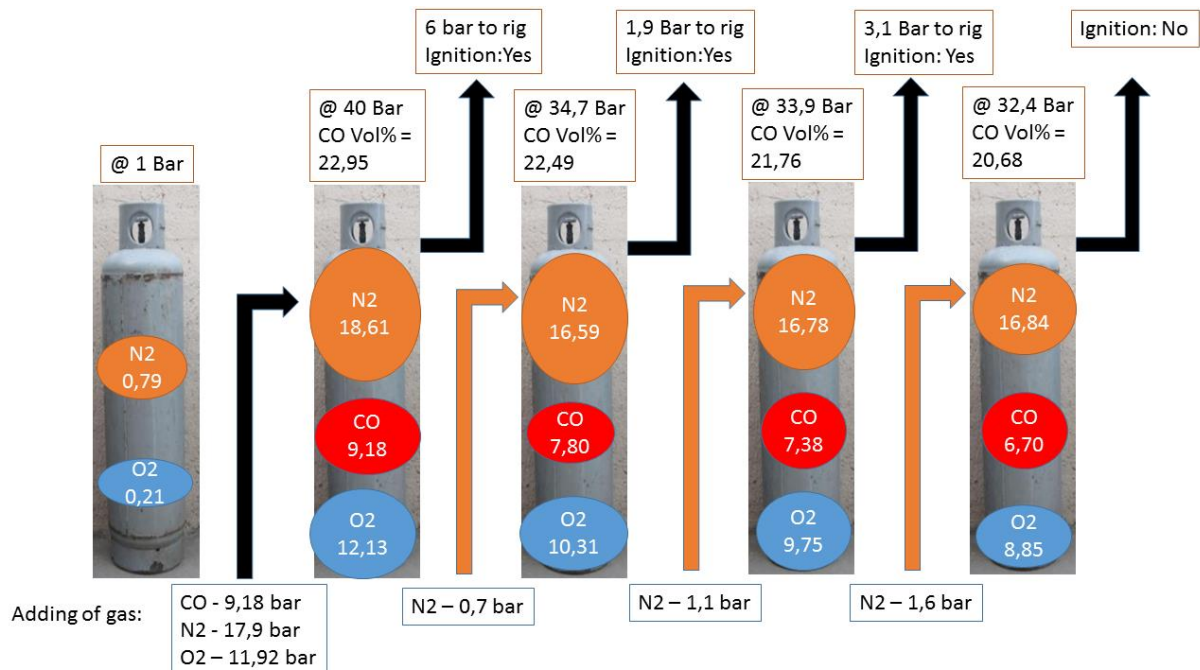 6 bar to rig
Ignition:Yes
1,9 Bar to rig
Ignition:Yes
3,1 Bar to rig
Ignition: Yes
Ignition: No
@ 1 Bar
@ 40 Bar
CO Vol% =
22,95
@ 34,7 Bar
CO Vol% =
22,49
@ 33,9 Bar
CO Vol% =
21,76
@ 32,4 Bar
CO Vol% =
20,68
N2
0,79
O2
0,21
N2
18,61
CO
9,18
O2
12,13
N2
16,59
CO
7,80
O2
10,31
N2
16,78
CO
7,38
O2
9,75
N2
16,84
CO
6,70
O2
8,85
Adding of gas:
CO - 9,18 bar
N2 - 17,9 bar
O2 – 11,92 bar
N2 – 0,7 bar
N2 – 1,1 bar
N2 – 1,6 bar